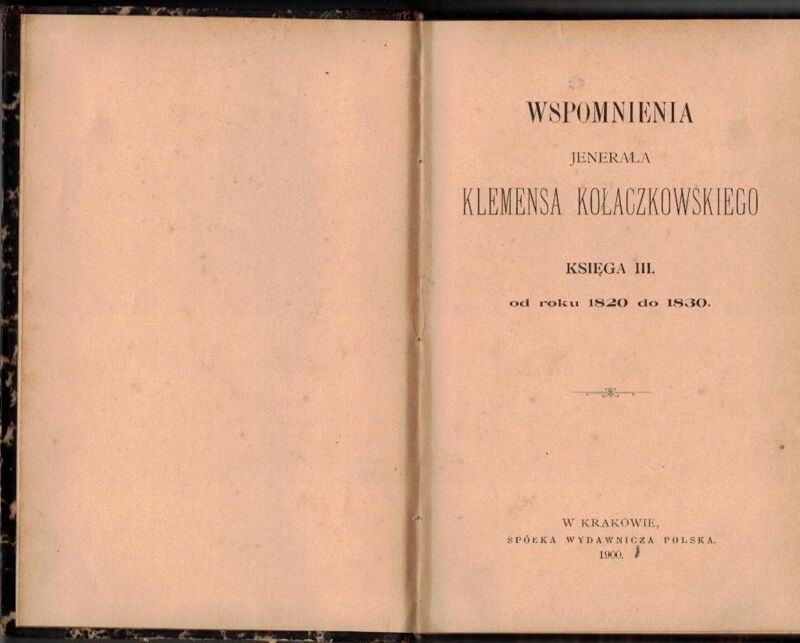 WSPOMNIENIA
JENERAŁA
KLEMENSA KOŁACZKOWSKIEGO
KSIĘGA III.
od roku 1820 do 1830.
W KRAKOWIE,
SPÓŁKA WYDAWNICZA POLSKA.
1900.